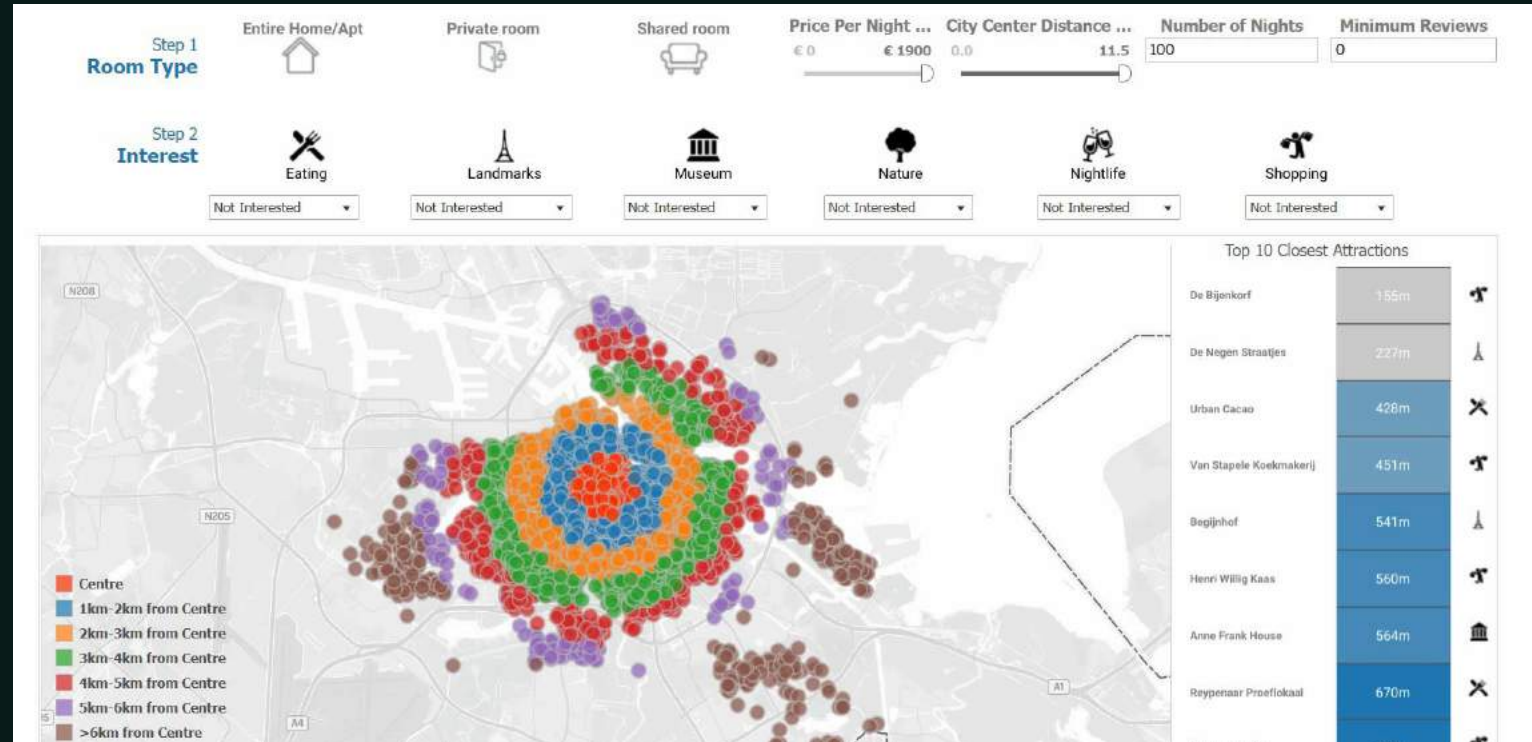 Step 1
Room Type
Entire Home/Apt
Private room
Shared room
Price Per Night ...
€ 0 € 1900
City Center Distance ...
0.0 11.5
Number of Nights
100
Minimum Reviews
0
Step 2
Interest
Eating
Landmarks
Museum
Nature
Nightlife
Shopping
Not Interested
Not Interested
Not Interested
Not Interested
Not Interested
Not Interested
N208
N205
A4
A1
Centre
1km-2km from Centre
2km-3km from Centre
3km-4km from Centre
4km-5km from Centre
5km-6km from Centre
>6km from Centre
Top 10 Closest Attractions
De Bijenkorf 155m
De Negen Straatjes 227m
Urban Cacao 428m
Van Stapele Koekmakerij 451m
Begijnhof 541m
Henri Willig Kaas 560m
Anne Frank House 564m
Reypenaar Proeflokaal 670m